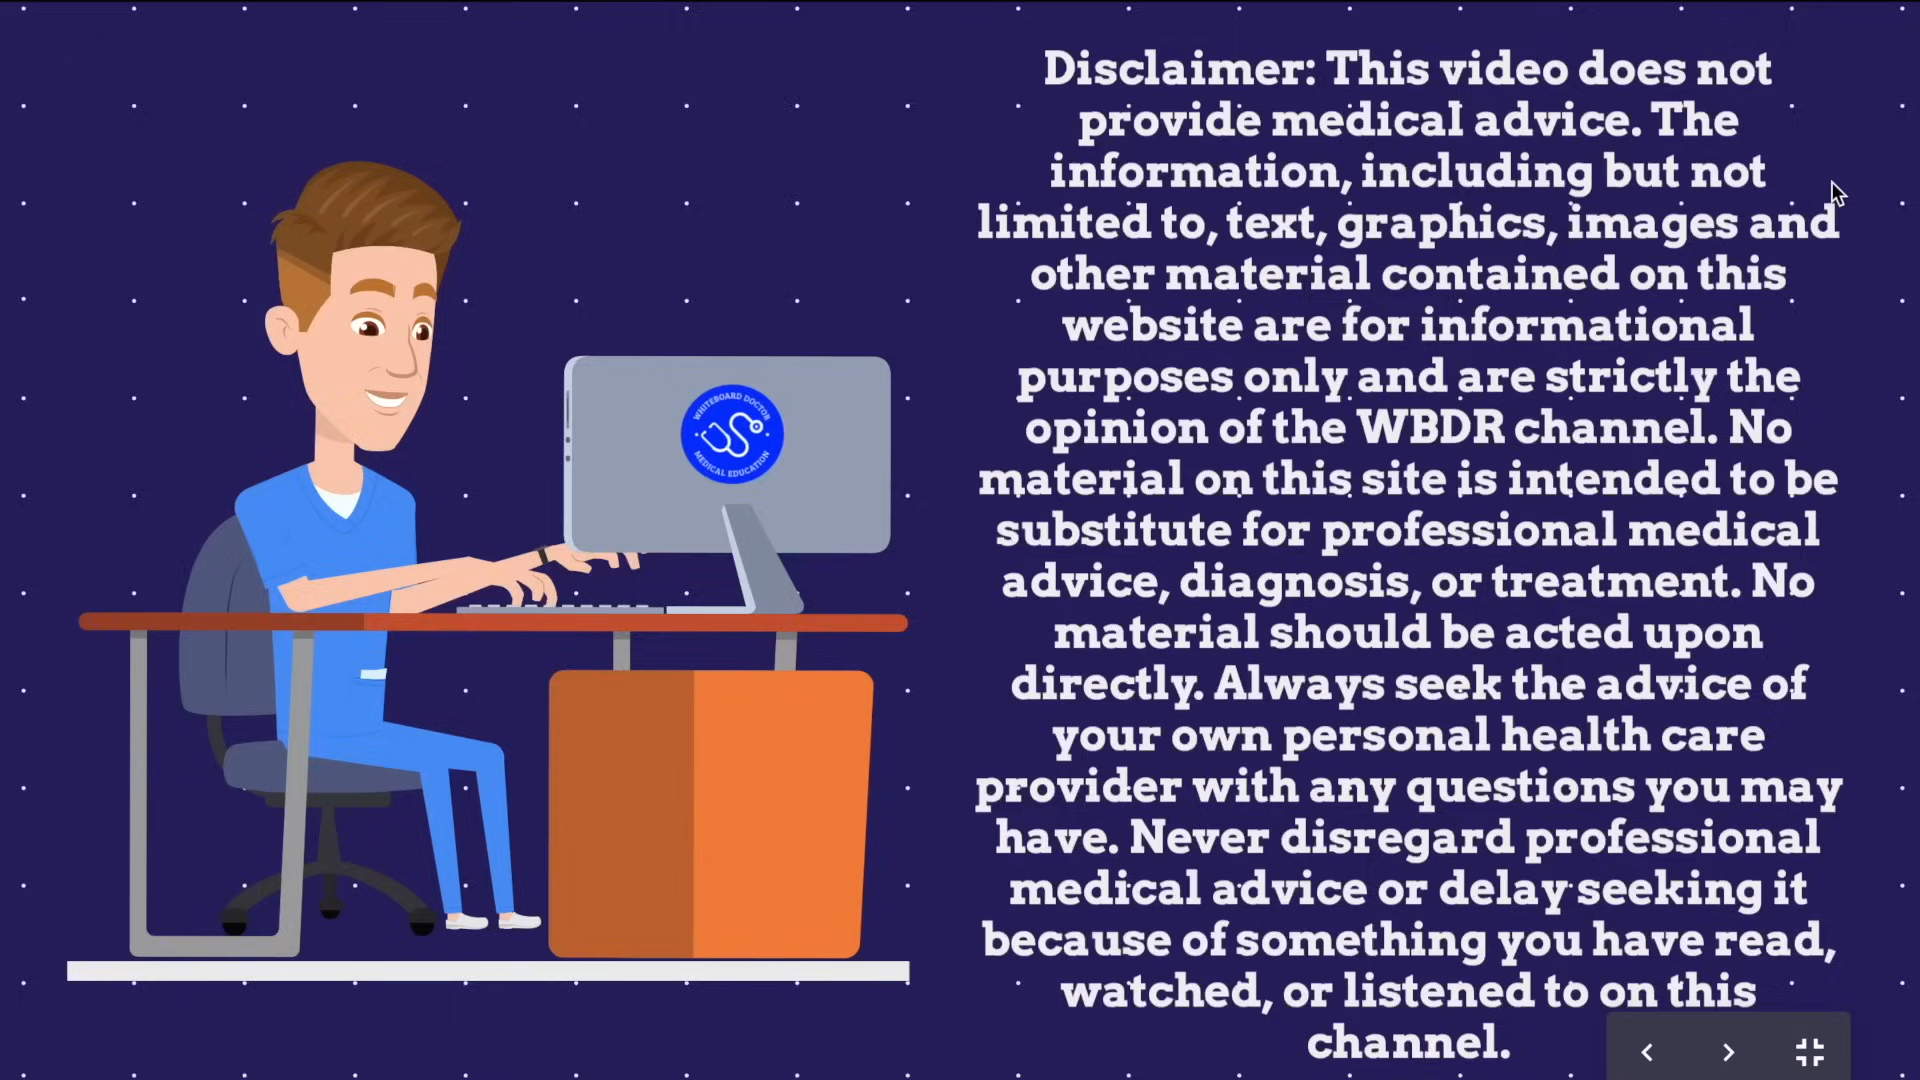 Disclaimer: This video does not
provide medical advice. The
information, including but not
limited to, text, graphics, images and
other material contained on this
website are for informational
purposes only and are strictly the
opinion of the WBDR channel. No
material on this site is intended to be
substitute for professional medical
advice, diagnosis, or treatment. No
material should be acted upon
directly. Always seek the advice of
your own personal health care
provider with any questions you may
have. Never disregard professional
medical advice or delay seeking it
because of something you have read,
watched, or listened to on this
channel.
WHITEBOARD DOCTOR
MEDICAL EDUCATION